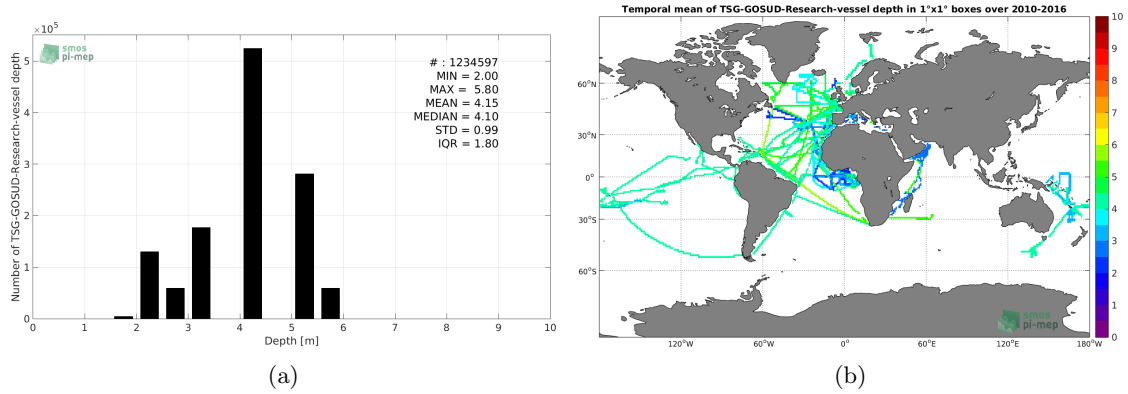 ×10⁵
smos
pi-mep
# : 1234597
MIN = 2.00
MAX = 5.80
MEAN = 4.15
MEDIAN = 4.10
STD = 0.99
IQR = 1.80
Number of TSG-GOSUD-Research-vessel depth
5
4
3
2
1
0
0 1 2 3 4 5 6 7 8 9 10
Depth [m]
(a)
Temporal mean of TSG-GOSUD-Research-vessel depth in 1°x1° boxes over 2010-2016
60°N
30°N
0°
30°S
60°S
120°W 60°W 0° 60°E 120°E 180°W
smos
pi-mep
10
9
8
7
6
5
4
3
2
1
0
(b)